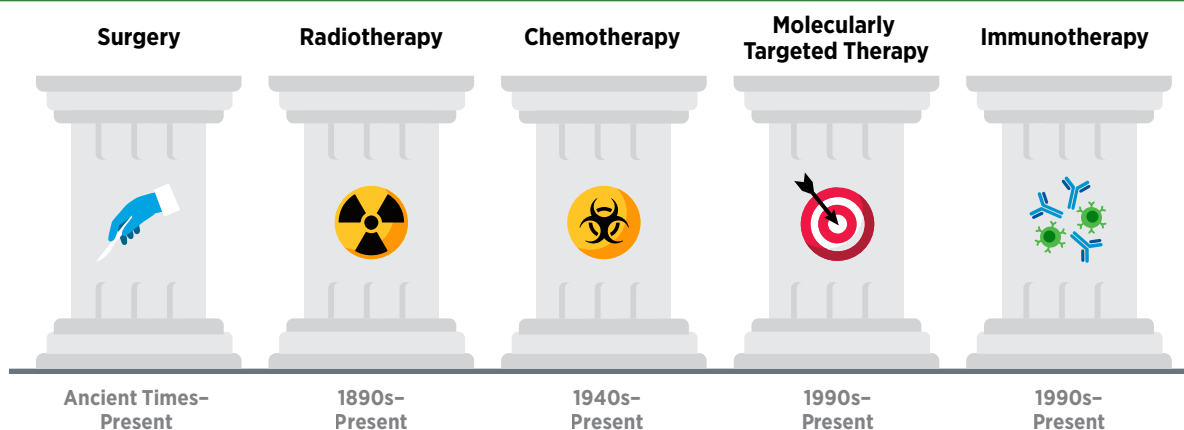 Surgery
Radiotherapy
Chemotherapy
Molecularly
Targeted Therapy
Immunotherapy
Ancient Times–
Present
1890s–
Present
1940s–
Present
1990s–
Present
1990s–
Present